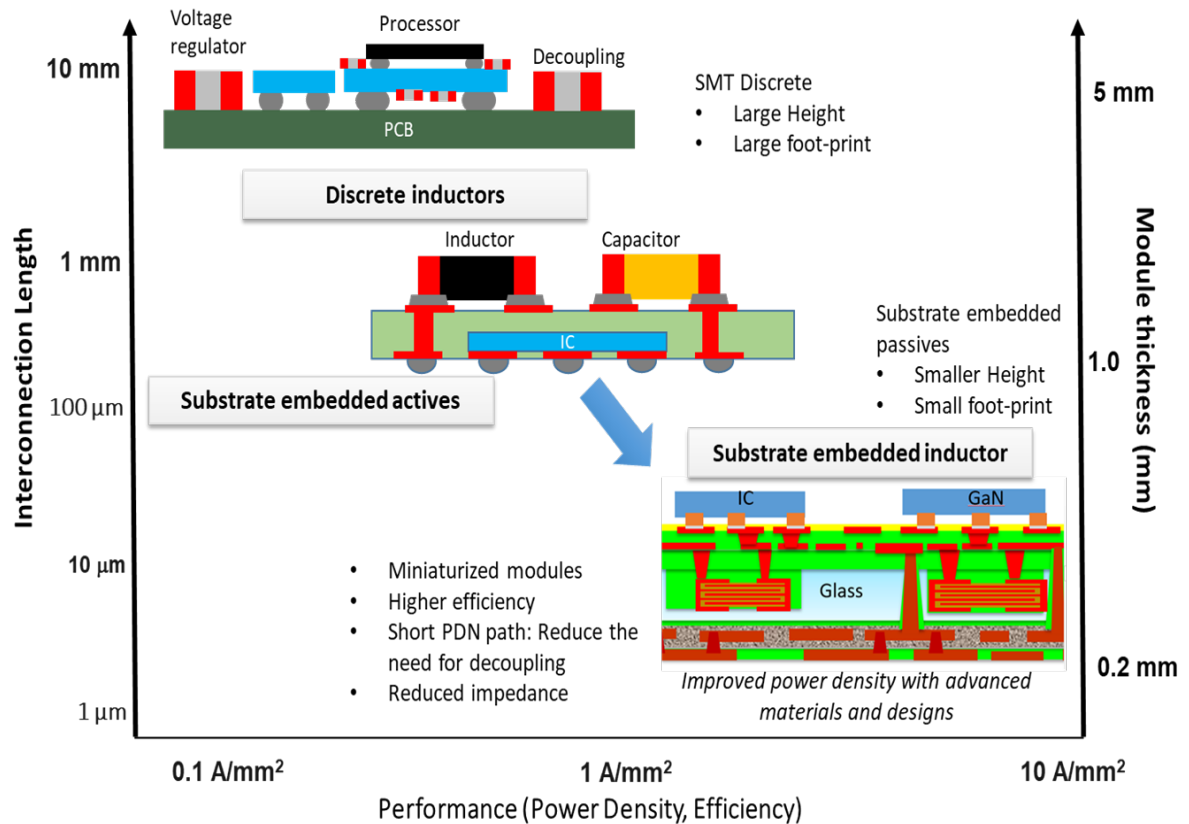 Voltage
regulator
Processor
Decoupling
PCB
10 mm
5 mm
SMT Discrete
• Large Height
• Large foot-print
Discrete inductors
Inductor
Capacitor
1 mm
IC
Substrate embedded
passives
• Smaller Height
• Small foot-print
1.0
Substrate embedded actives
100 μm
Interconnection Length
Module thickness (mm)
Substrate embedded inductor
IC
GaN
Glass
10 μm
• Miniaturized modules
• Higher efficiency
• Short PDN path: Reduce the
need for decoupling
• Reduced impedance
0.2 mm
Improved power density with advanced
materials and designs
1 μm
0.1 A/mm²
1 A/mm²
10 A/mm²
Performance (Power Density, Efficiency)